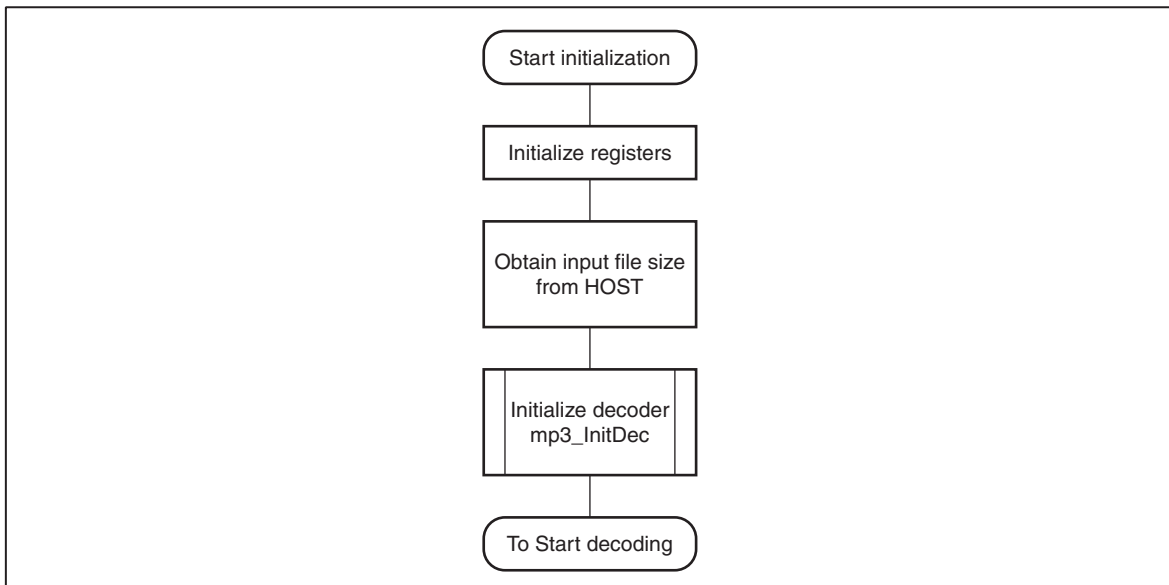 Start initialization
Initialize registers
Obtain input file size
from HOST
Initialize decoder
mp3_InitDec
To Start decoding